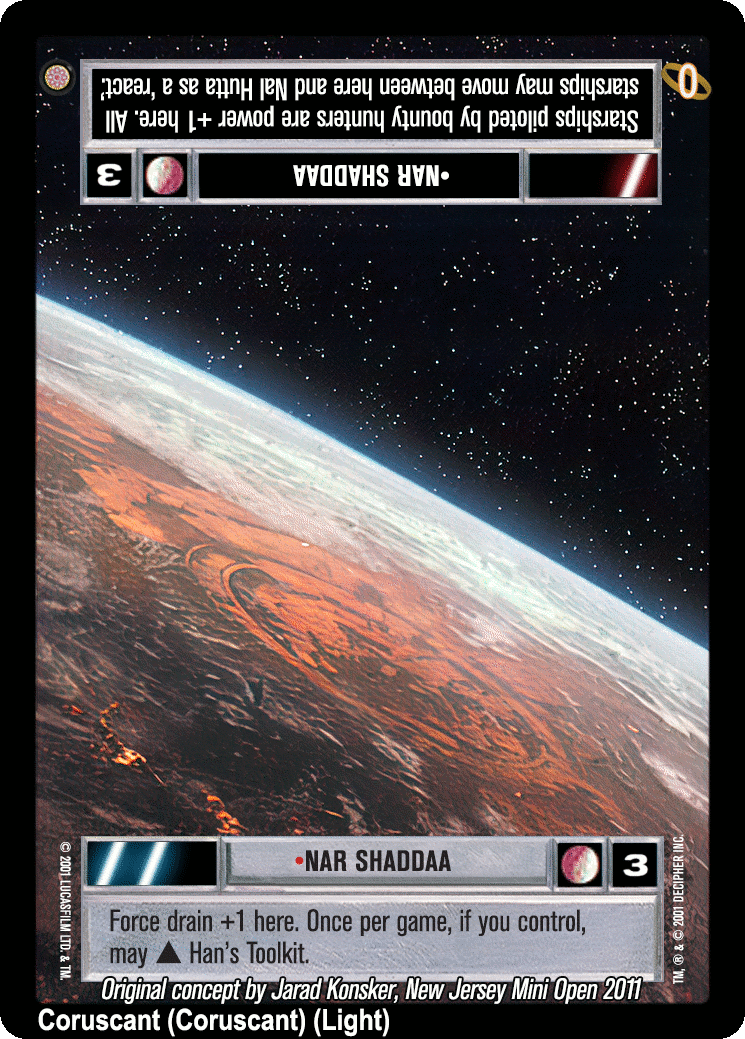 0
Starships piloted by bounty hunters are power +1 here. All
starships may move between here and Nal Hutta as a 'react.'
•NAR SHADDAA
3
•NAR SHADDAA
3
Force drain +1 here. Once per game, if you control,
may ▲ Han's Toolkit.
© 2001 LUCASFILM LTD. & TM.
TM, ® & © 2001 DECIPHER INC.
Original concept by Jarad Konsker, New Jersey Mini Open 2011
Coruscant (Coruscant) (Light)